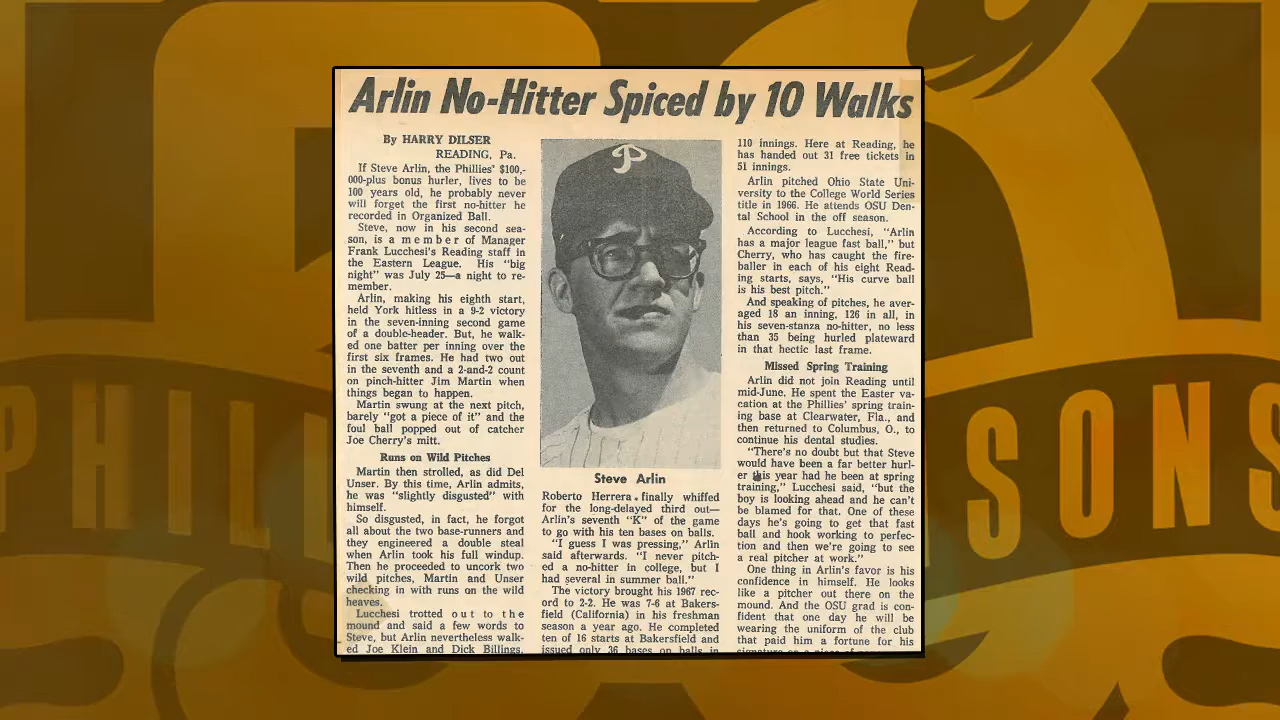 Arlin No-Hitter Spiced by 10 Walks
By HARRY DILSER
READING, Pa.
If Steve Arlin, the Phillies' $100,-
000-plus bonus hurler, lives to be
100 years old, he probably never
will forget the first no-hitter he
recorded in Organized Ball.
Steve, now in his second sea-
son, is a member of Manager
Frank Lucchesi's Reading staff in
the Eastern League. His "big
night" was July 25—a night to re-
member.
Arlin, making his eighth start,
held York hitless in a 9-2 victory
in the seven-inning second game
of a double-header. But, he walk-
ed one batter per inning over the
first six frames. He had two out
in the seventh and a 2-and-2 count
on pinch-hitter Jim Martin when
things began to happen.
Martin swung at the next pitch,
barely "got a piece of it" and the
foul ball popped out of catcher
Joe Cherry's mitt.
Runs on Wild Pitches
Martin then strolled, as did Del
Unser. By this time, Arlin admits,
he was "slightly disgusted" with
himself.
So disgusted, in fact, he forgot
all about the two base-runners and
they engineered a double steal
when Arlin took his full windup.
Then he proceeded to uncork two
wild pitches, Martin and Unser
checking in with runs on the wild
heaves.
Lucchesi trotted out to the
mound and said a few words to
Steve, but Arlin nevertheless walk-
ed Joe Klein and Dick Billings.
P
Steve Arlin
Roberto Herrera finally whiffed
for the long-delayed third out—
Arlin's seventh "K" of the game
to go with his ten bases on balls.
"I guess I was pressing," Arlin
said afterwards. "I never pitch-
ed a no-hitter in college, but I
had several in summer ball."
The victory brought his 1967 rec-
ord to 2-2. He was 7-6 at Bakers-
field (California) in his freshman
season a year ago. He completed
ten of 16 starts at Bakersfield and
issued only 36 bases on balls in
110 innings. Here at Reading, he
has handed out 31 free tickets in
51 innings.
Arlin pitched Ohio State Uni-
versity to the College World Series
title in 1966. He attends OSU Den-
tal School in the off season.
According to Lucchesi, "Arlin
has a major league fast ball," but
Cherry, who has caught the fire-
baller in each of his eight Read-
ing starts, says, "His curve ball
is his best pitch."
And speaking of pitches, he aver-
aged 18 an inning, 126 in all, in
his seven-stanza no-hitter, no less
than 35 being hurled plateward
in that hectic last frame.
Missed Spring Training
Arlin did not join Reading until
mid-June. He spent the Easter va-
cation at the Phillies' spring train-
ing base at Clearwater, Fla., and
then returned to Columbus, O., to
continue his dental studies.
"There's no doubt but that Steve
would have been a far better hurl-
er this year had he been at spring
training," Lucchesi said, "but the
boy is looking ahead and he can't
be blamed for that. One of these
days he's going to get that fast
ball and hook working to perfec-
tion and then we're going to see
a real pitcher at work."
One thing in Arlin's favor is his
confidence in himself. He looks
like a pitcher out there on the
mound. And the OSU grad is con-
fident that one day he will be
wearing the uniform of the club
that paid him a fortune for his